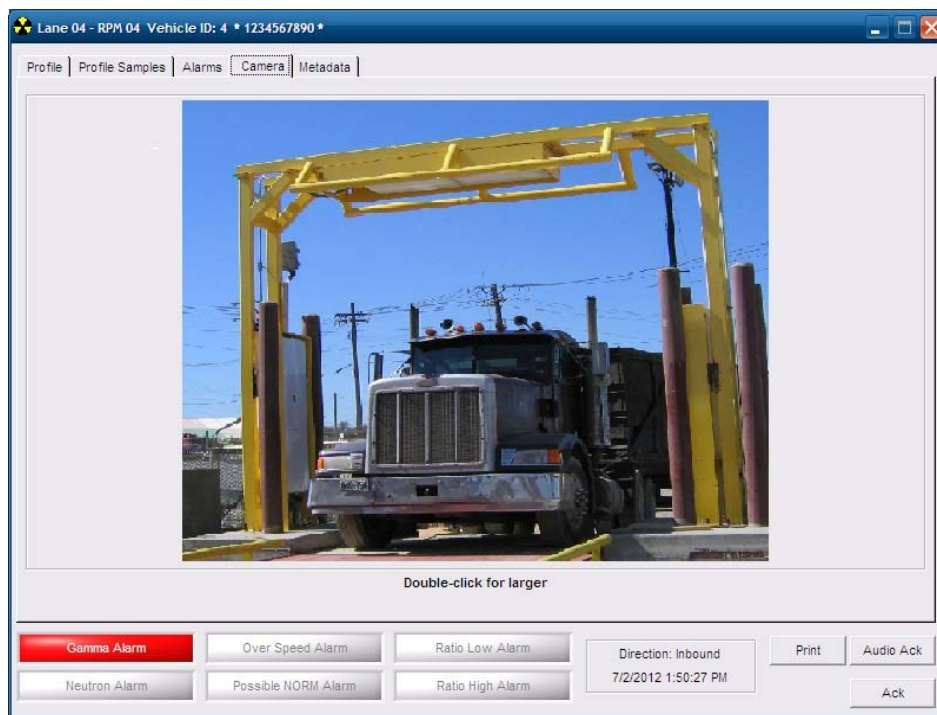 Lane 04 - RPM 04 Vehicle ID: 4 * 1234567890 *
Profile
Profile Samples
Alarms
Camera
Metadata
Double-click for larger
Gamma Alarm
Over Speed Alarm
Ratio Low Alarm
Neutron Alarm
Possible NORM Alarm
Ratio High Alarm
Direction: Inbound
7/2/2012 1:50:27 PM
Print
Audio Ack
Ack